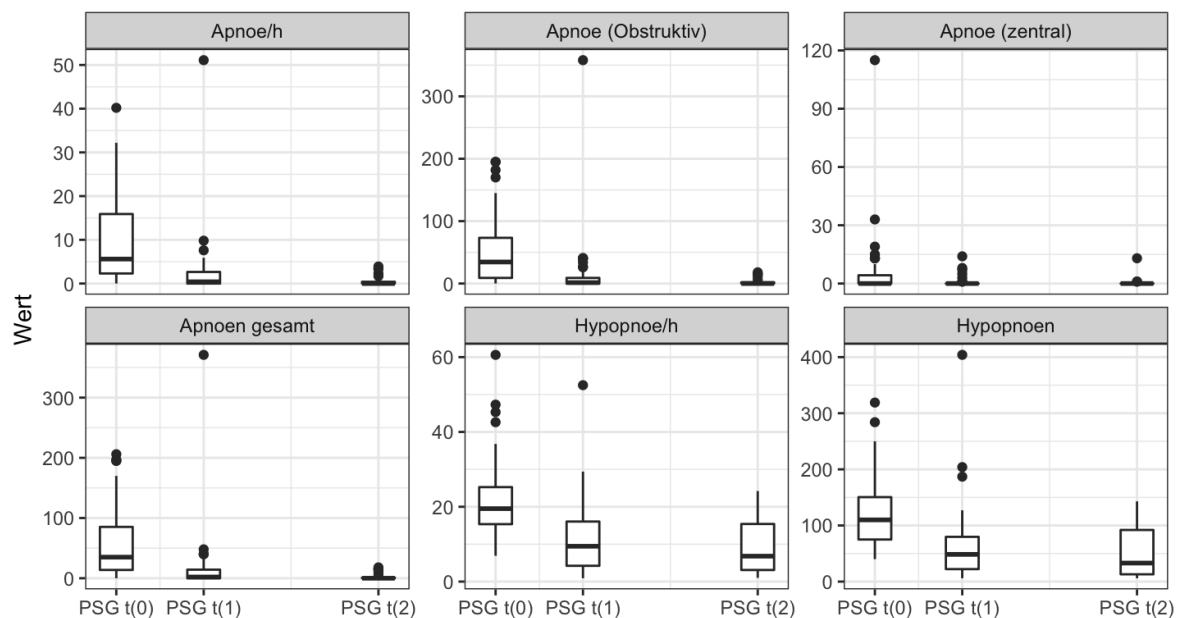 Apnoe/h
Apnoe (Obstruktiv)
Apnoe (zentral)
50
40
30
20
10
0
300
200
100
0
120
90
60
30
0
Wert
Apnoen gesamt
Hypopnoe/h
Hypopnoen
300
200
100
0
60
40
20
0
400
300
200
100
0
PSG t(0) PSG t(1) PSG t(2)
PSG t(0) PSG t(1) PSG t(2)
PSG t(0) PSG t(1) PSG t(2)